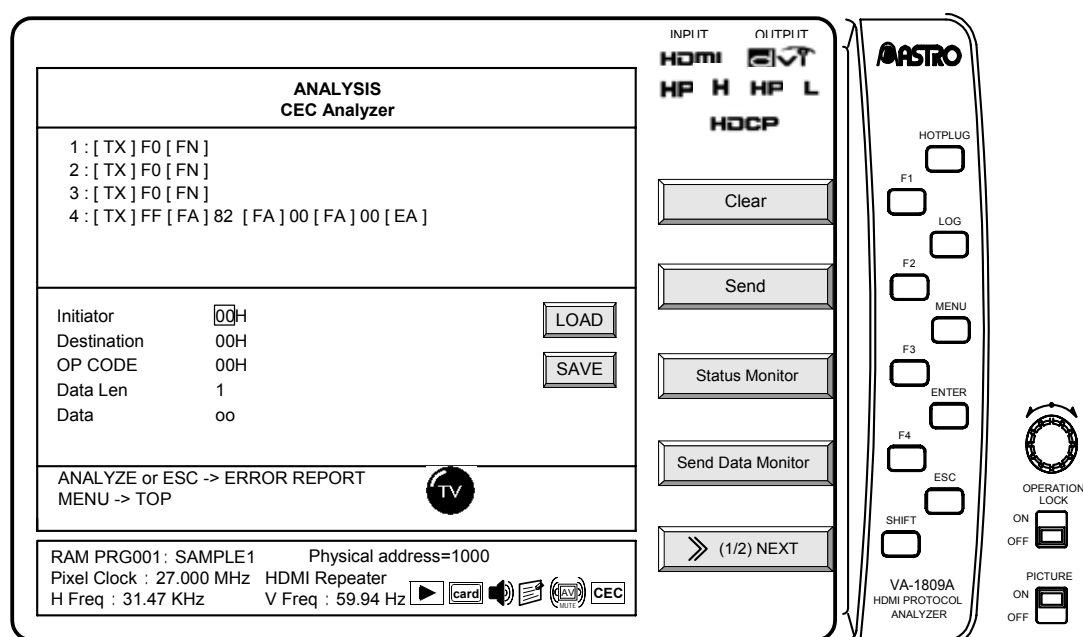 ANALYSIS
CEC Analyzer
1 : [ TX ] F0 [ FN ]
2 : [ TX ] F0 [ FN ]
3 : [ TX ] F0 [ FN ]
4 : [ TX ] FF [ FA ] 82 [ FA ] 00 [ FA ] 00 [ EA ]
Initiator 00H
Destination 00H
OP CODE 00H
Data Len 1
Data oo
LOAD
SAVE
ANALYZE or ESC -> ERROR REPORT
MENU -> TOP
TV
RAM PRG001 : SAMPLE1 Physical address=1000
Pixel Clock : 27.000 MHz HDMI Repeater
H Freq : 31.47 KHz V Freq : 59.94 Hz
card
AV
MUTE
CEC
INPUT OUTPUT
HDMI
HP H HP L
HDCP
Clear
Send
Status Monitor
Send Data Monitor
(1/2) NEXT
ASTRO
HOTPLUG
F1
LOG
F2
MENU
F3
ENTER
F4
ESC
SHIFT
VA-1809A
HDMI PROTOCOL
ANALYZER
OPERATION
LOCK
ON
OFF
PICTURE
ON
OFF